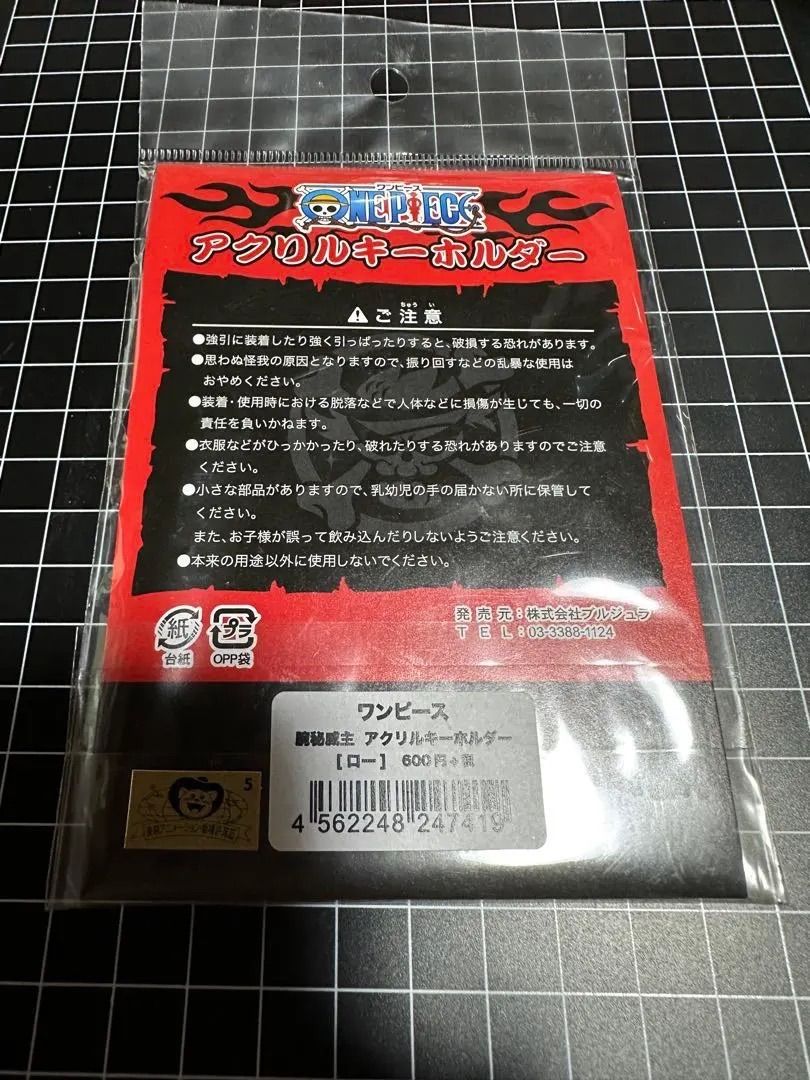 ワンピース
ONE PIECE
アクリルキーホルダー
ちゅう い
ご注意
●強引に装着したり強く引っぱったりすると、破損する恐れがあります。
●思わぬ怪我の原因となりますので、振り回すなどの乱暴な使用は
おやめください。
●装着・使用時における脱落などで人体などに損傷が生じても、一切の
責任を負いかねます。
●衣服などがひっかかったり、破れたりする恐れがありますのでご注意
ください。
●小さな部品がありますので、乳幼児の手の届かない所に保管して
ください。
また、お子様が誤って飲み込んだりしないようご注意ください。
●本来の用途以外に使用しないでください。
紙
台紙
プラ
OPP袋
発売元:株式会社ブルジュラ
TEL:03-3388-1124
ワンピース
腕秘威主 アクリルキーホルダー
[ロー] 600円+税
4 562248 247419
5